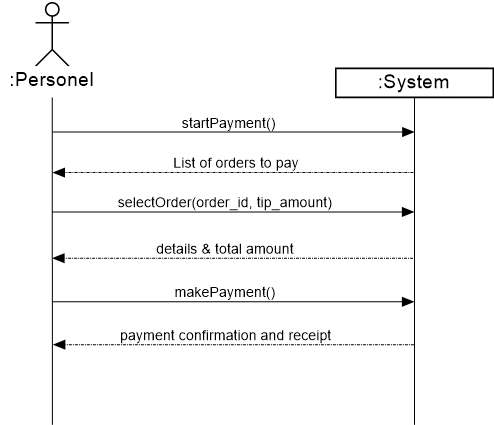 :Personel
:System
startPayment()
List of orders to pay
selectOrder(order_id, tip_amount)
details & total amount
makePayment()
payment confirmation and receipt